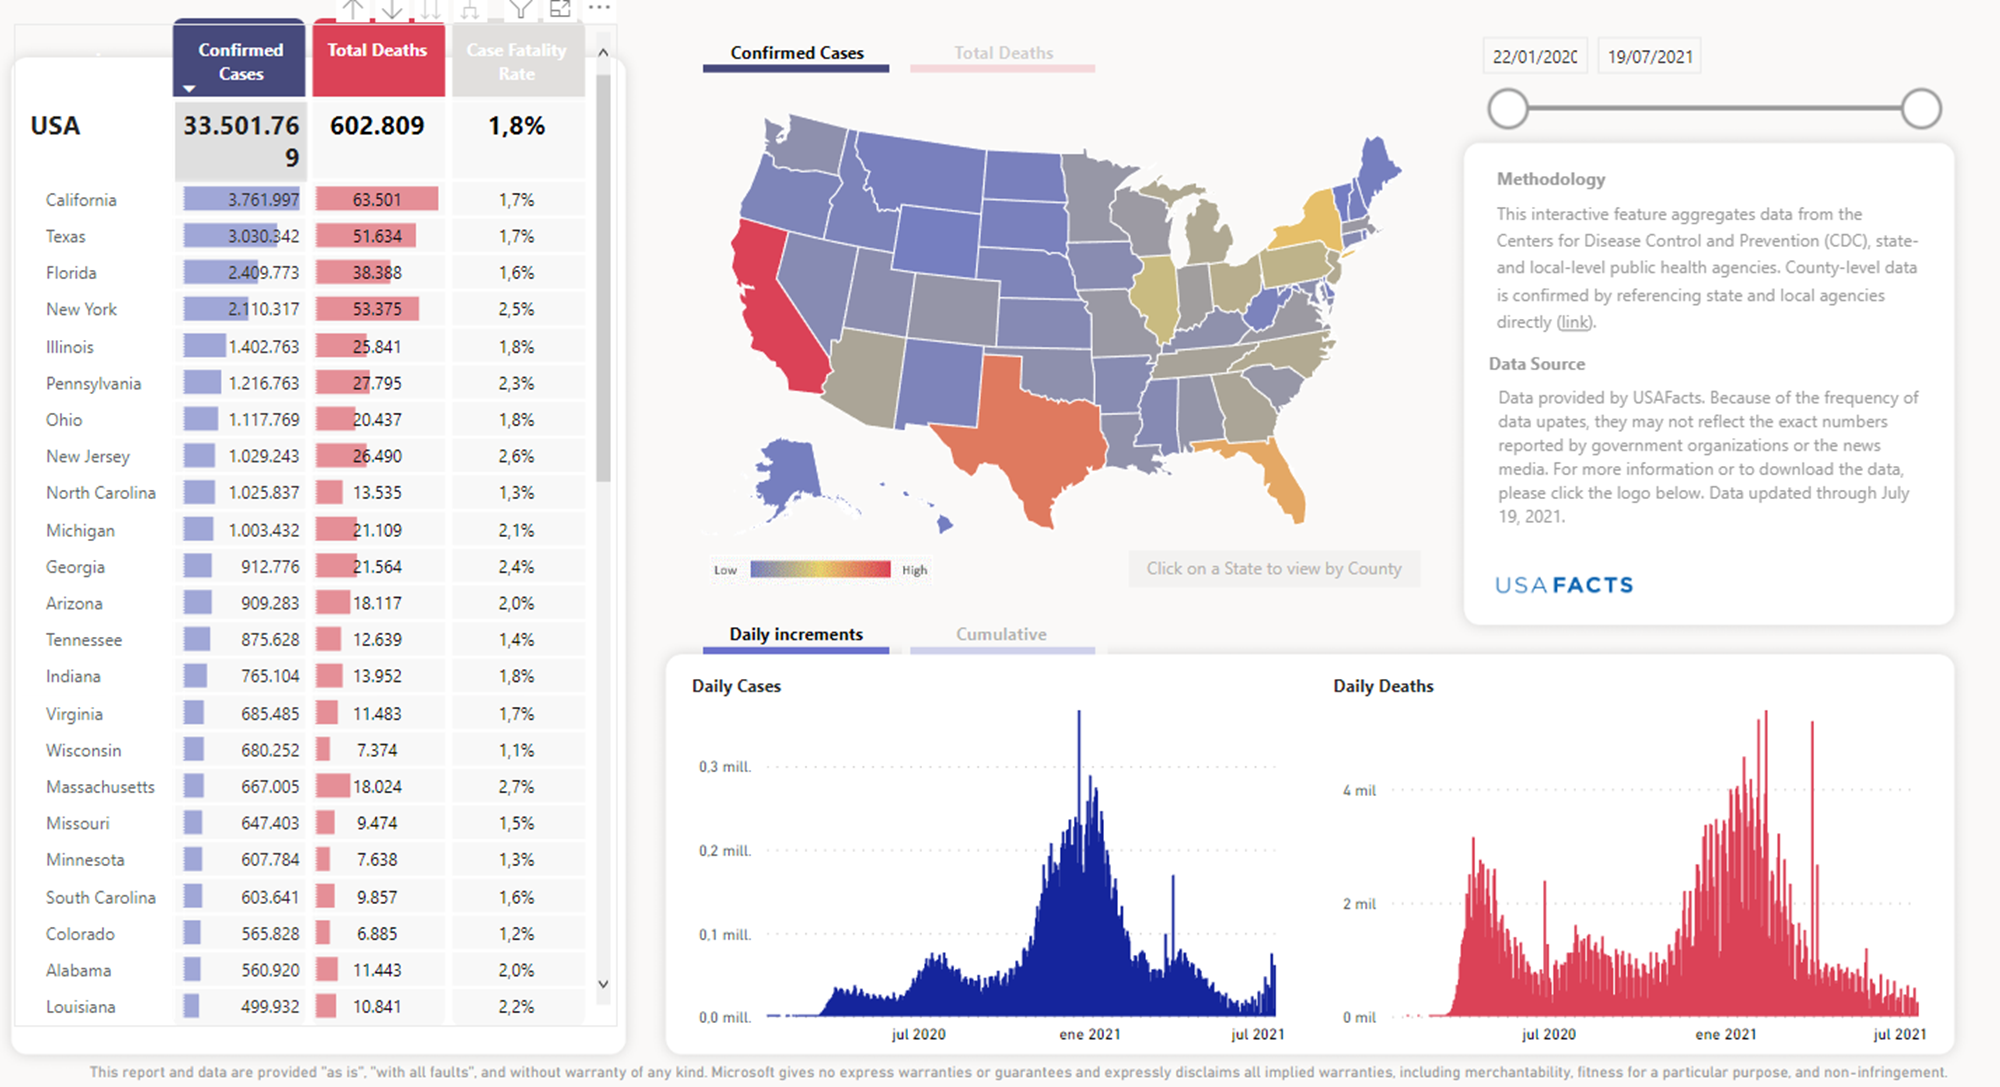 Confirmed
Cases
Total Deaths
Case Fatality
Rate
USA 33.501.76
9 602.809 1,8%
California 3.761.997 63.501 1,7%
Texas 3.030.342 51.634 1,7%
Florida 2.409.773 38.388 1,6%
New York 2.110.317 53.375 2,5%
Illinois 1.402.763 25.841 1,8%
Pennsylvania 1.216.763 27.795 2,3%
Ohio 1.117.769 20.437 1,8%
New Jersey 1.029.243 26.490 2,6%
North Carolina 1.025.837 13.535 1,3%
Michigan 1.003.432 21.109 2,1%
Georgia 912.776 21.564 2,4%
Arizona 909.283 18.117 2,0%
Tennessee 875.628 12.639 1,4%
Indiana 765.104 13.952 1,8%
Virginia 685.485 11.483 1,7%
Wisconsin 680.252 7.374 1,1%
Massachusetts 667.005 18.024 2,7%
Missouri 647.403 9.474 1,5%
Minnesota 607.784 7.638 1,3%
South Carolina 603.641 9.857 1,6%
Colorado 565.828 6.885 1,2%
Alabama 560.920 11.443 2,0%
Louisiana 499.932 10.841 2,2%
Confirmed Cases Total Deaths
Low High
Click on a State to view by County
22/01/2020 19/07/2021
Methodology
This interactive feature aggregates data from the
Centers for Disease Control and Prevention (CDC), state-
and local-level public health agencies. County-level data
is confirmed by referencing state and local agencies
directly (link).
Data Source
Data provided by USAFacts. Because of the frequency of
data upates, they may not reflect the exact numbers
reported by government organizations or the news
media. For more information or to download the data,
please click the logo below. Data updated through July
19, 2021.
USAFACTS
Daily increments Cumulative
Daily Cases
0,3 mill.
0,2 mill.
0,1 mill.
0,0 mill.
jul 2020 ene 2021 jul 2021
Daily Deaths
4 mil
2 mil
0 mil
jul 2020 ene 2021 jul 2021
This report and data are provided "as is", "with all faults", and without warranty of any kind. Microsoft gives no express warranties or guarantees and expressly disclaims all implied warranties, including merchantability, fitness for a particular purpose, and non-infringement.